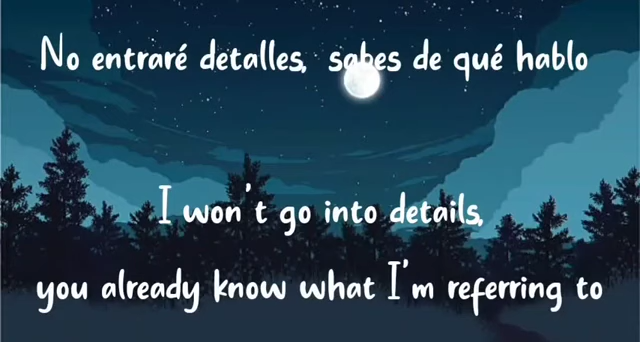 No entraré detalles, sabes de qué hablo
I won't go into details,
you already know what I'm referring to